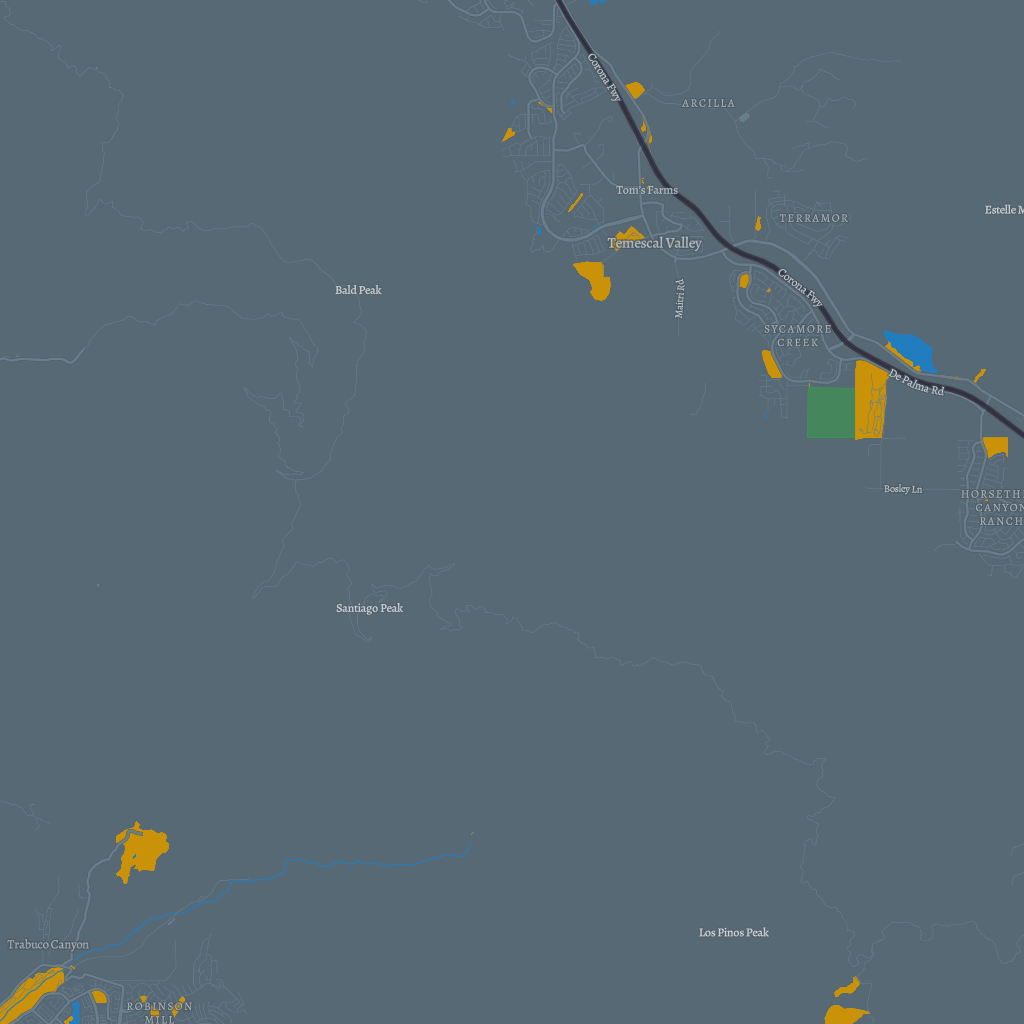 Corona Fwy
ARCILLA
Tom's Farms
Estelle M
TERRAMOR
Temescal Valley
Corona Fwy
Maitri Rd
Bald Peak
SYCAMORE
CREEK
De Palma Rd
Bosley Ln
HORSETHI
CANYON
RANCH
Santiago Peak
Los Pinos Peak
Trabuco Canyon
ROBINSON
MILL